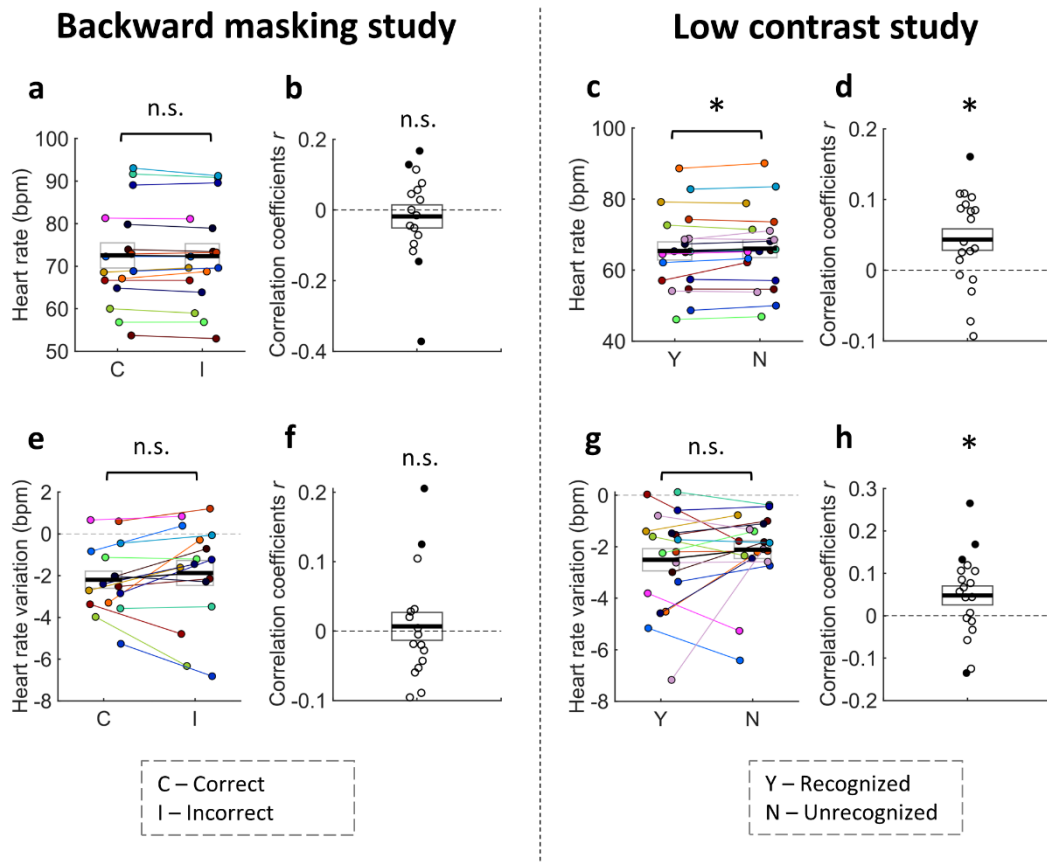 Backward masking study
Low contrast study
a
n.s.
Heart rate (bpm)
100
90
80
70
60
50
C
I
b
n.s.
Correlation coefficients r
0.2
0
-0.2
-0.4
c
*
Heart rate (bpm)
100
80
60
40
Y
N
d
*
Correlation coefficients r
0.2
0.1
0
-0.1
e
n.s.
Heart rate variation (bpm)
2
0
-2
-4
-6
-8
C
I
f
n.s.
Correlation coefficients r
0.2
0.1
0
-0.1
g
n.s.
Heart rate variation (bpm)
0
-2
-4
-6
-8
Y
N
h
*
Correlation coefficients r
0.3
0.2
0.1
0
0.1
0.2
C – Correct
I – Incorrect
Y – Recognized
N – Unrecognized